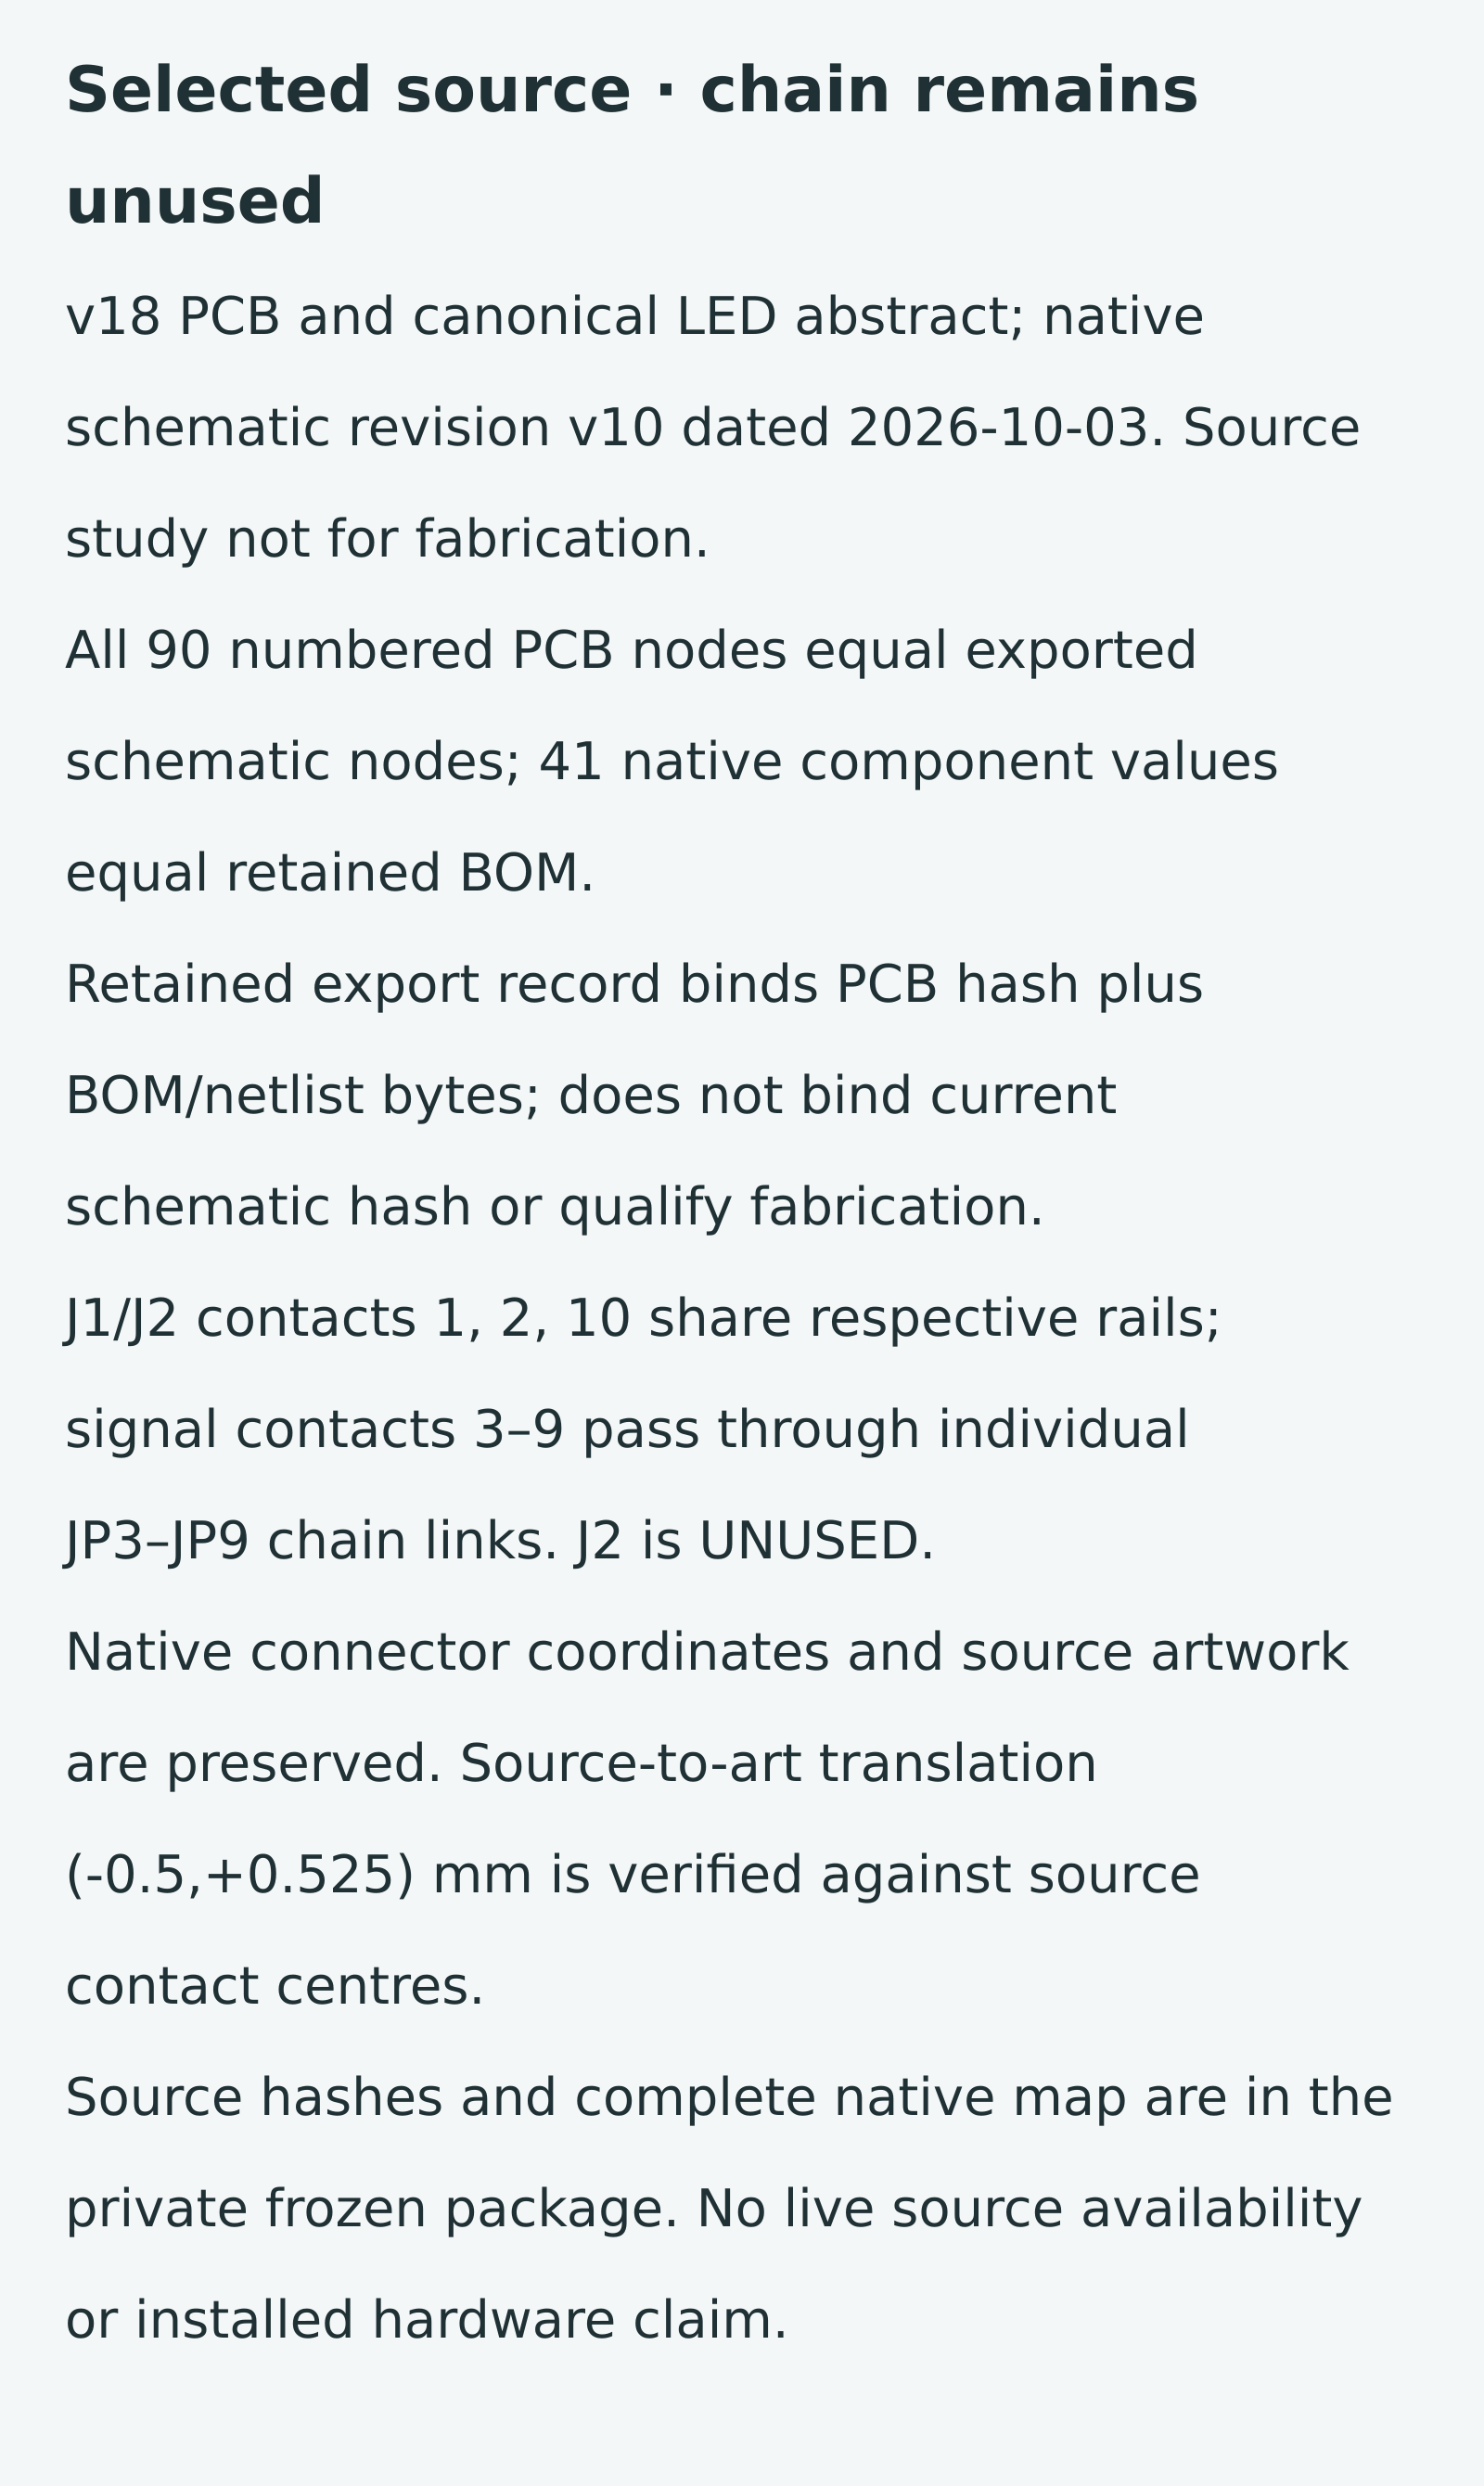 Selected source · chain remains
unused
v18 PCB and canonical LED abstract; native
schematic revision v10 dated 2026-10-03. Source
study not for fabrication.
All 90 numbered PCB nodes equal exported
schematic nodes; 41 native component values
equal retained BOM.
Retained export record binds PCB hash plus
BOM/netlist bytes; does not bind current
schematic hash or qualify fabrication.
J1/J2 contacts 1, 2, 10 share respective rails;
signal contacts 3–9 pass through individual
JP3–JP9 chain links. J2 is UNUSED.
Native connector coordinates and source artwork
are preserved. Source-to-art translation
(-0.5,+0.525) mm is verified against source
contact centres.
Source hashes and complete native map are in the
private frozen package. No live source availability
or installed hardware claim.